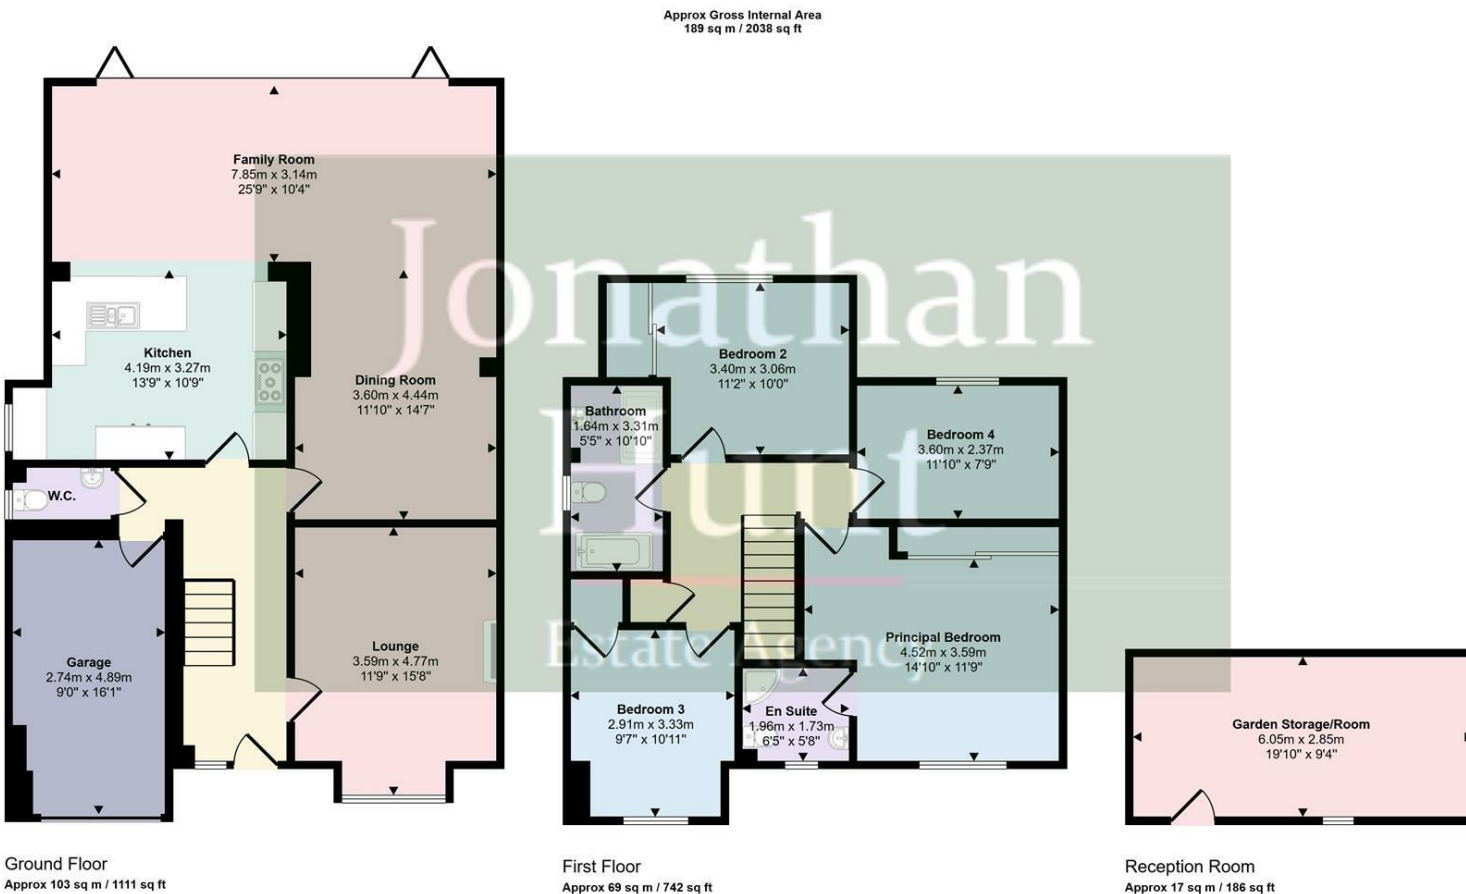 Approx Gross Internal Area
189 sq m / 2038 sq ft
Family Room
7.85m x 3.14m
25'9" x 10'4"
Kitchen
4.19m x 3.27m
13'9" x 10'9"
Dining Room
3.60m x 4.44m
11'10" x 14'7"
W.C.
Garage
2.74m x 4.89m
9'0" x 16'1"
Lounge
3.59m x 4.77m
11'9" x 15'8"
Ground Floor
Approx 103 sq m / 1111 sq ft
Bedroom 2
3.40m x 3.06m
11'2" x 10'0"
Bathroom
1.64m x 3.31m
5'5" x 10'10"
Bedroom 4
3.60m x 2.37m
11'10" x 7'9"
Principal Bedroom
4.52m x 3.59m
14'10" x 11'9"
Bedroom 3
2.91m x 3.33m
9'7" x 10'11"
En Suite
1.96m x 1.73m
6'5" x 5'8"
First Floor
Approx 69 sq m / 742 sq ft
Garden Storage/Room
6.05m x 2.85m
19'10" x 9'4"
Reception Room
Approx 17 sq m / 186 sq ft
Jonathan
Hunt
Estate Agency